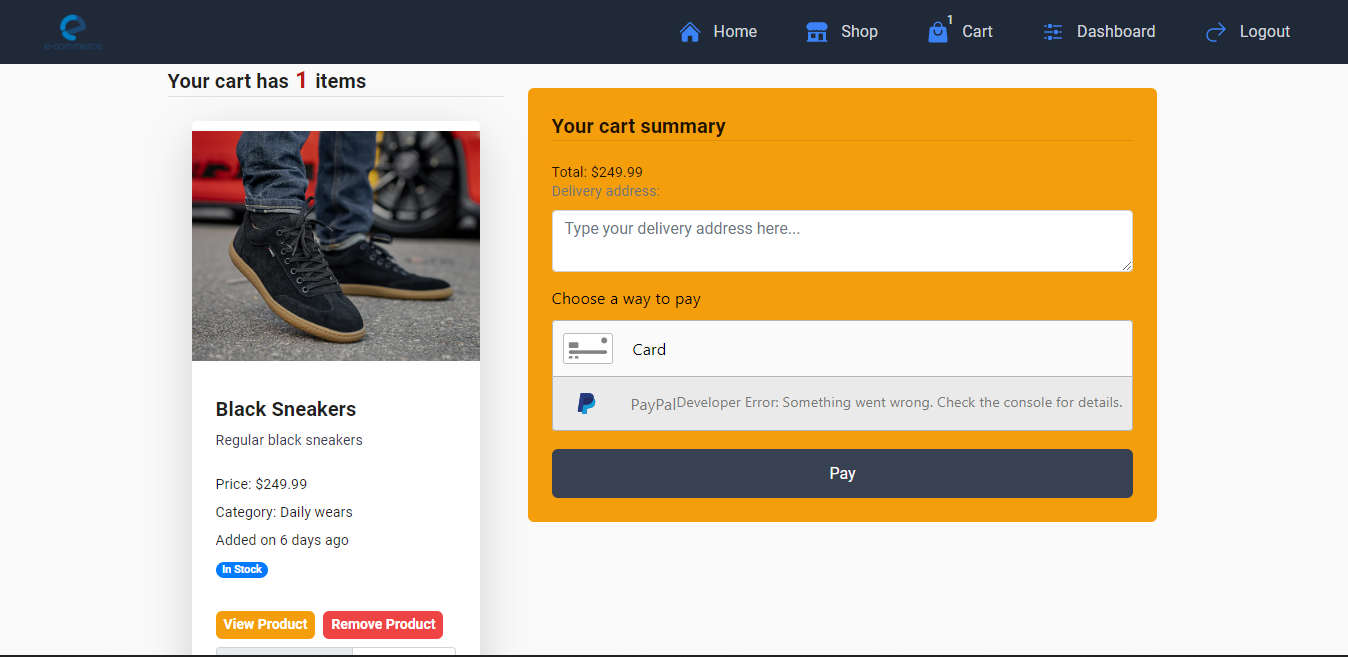 e-commerce
Home
Shop
1
Cart
Dashboard
Logout
Your cart has 1 items
Black Sneakers
Regular black sneakers
Price: $249.99
Category: Daily wears
Added on 6 days ago
In Stock
View Product
Remove Product
Your cart summary
Total: $249.99
Delivery address:
Type your delivery address here...
Choose a way to pay
Card
PayPal
Developer Error: Something went wrong. Check the console for details.
Pay